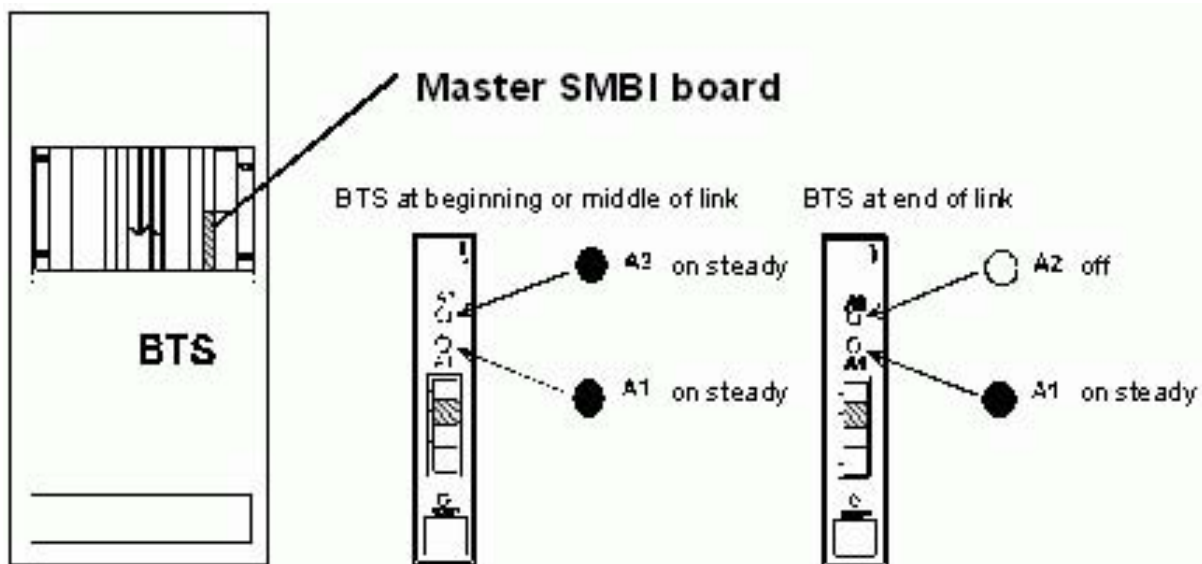 Master SMBI board
BTS at beginning or middle of link
BTS at end of link
BTS
A2 on steady
A1 on steady
A2 off
A1 on steady
A1